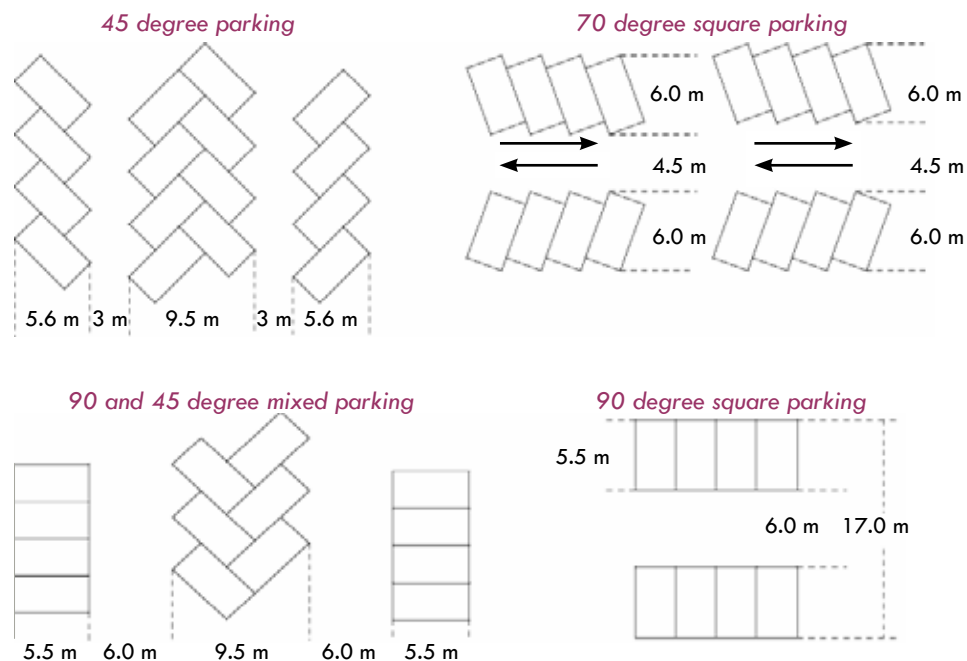 45 degree parking
5.6 m 3 m 9.5 m 3 m 5.6 m
70 degree square parking
6.0 m 6.0 m
4.5 m 4.5 m
6.0 m 6.0 m
90 and 45 degree mixed parking
5.5 m 6.0 m 9.5 m 6.0 m 5.5 m
90 degree square parking
5.5 m
6.0 m 17.0 m